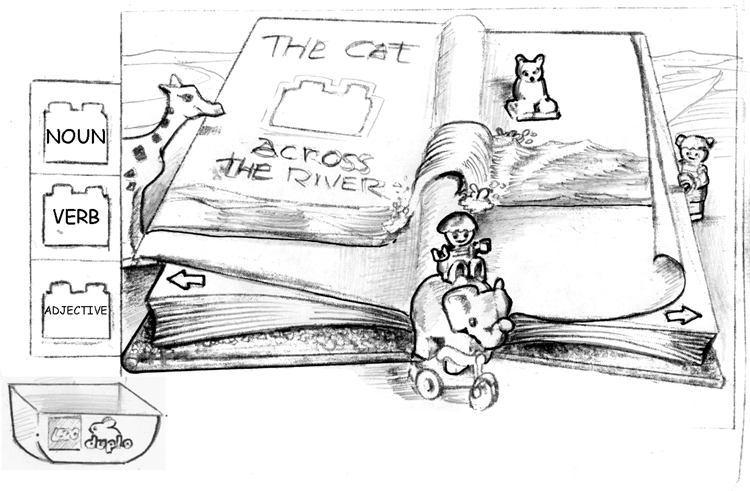 NOUN
VERB
ADJECTIVE
THE CAT
ACROSS
THE RIVER
LEGO
duplo